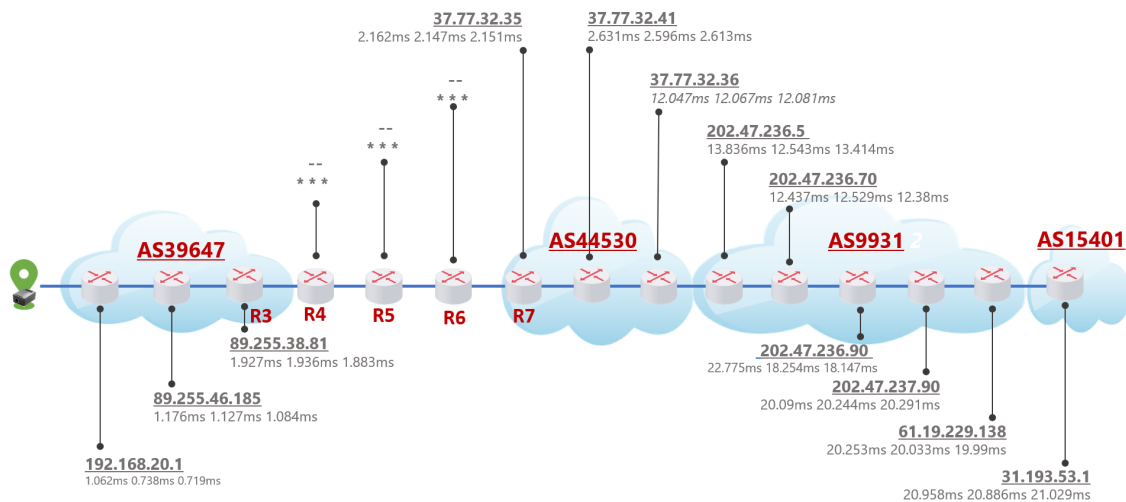 37.77.32.35
2.162ms 2.147ms 2.151ms
37.77.32.41
2.631ms 2.596ms 2.613ms
37.77.32.36
12.047ms 12.067ms 12.081ms
--
* * *
--
* * *
--
* * *
202.47.236.5
13.836ms 12.543ms 13.414ms
202.47.236.70
12.437ms 12.529ms 12.38ms
AS39647
AS44530
AS9931 2
AS15401
R3
R4
R5
R6
R7
89.255.38.81
1.927ms 1.936ms 1.883ms
202.47.236.90
22.775ms 18.254ms 18.147ms
89.255.46.185
1.176ms 1.127ms 1.084ms
202.47.237.90
20.09ms 20.244ms 20.291ms
61.19.229.138
20.253ms 20.033ms 19.99ms
192.168.20.1
1.062ms 0.738ms 0.719ms
31.193.53.1
20.958ms 20.886ms 21.029ms